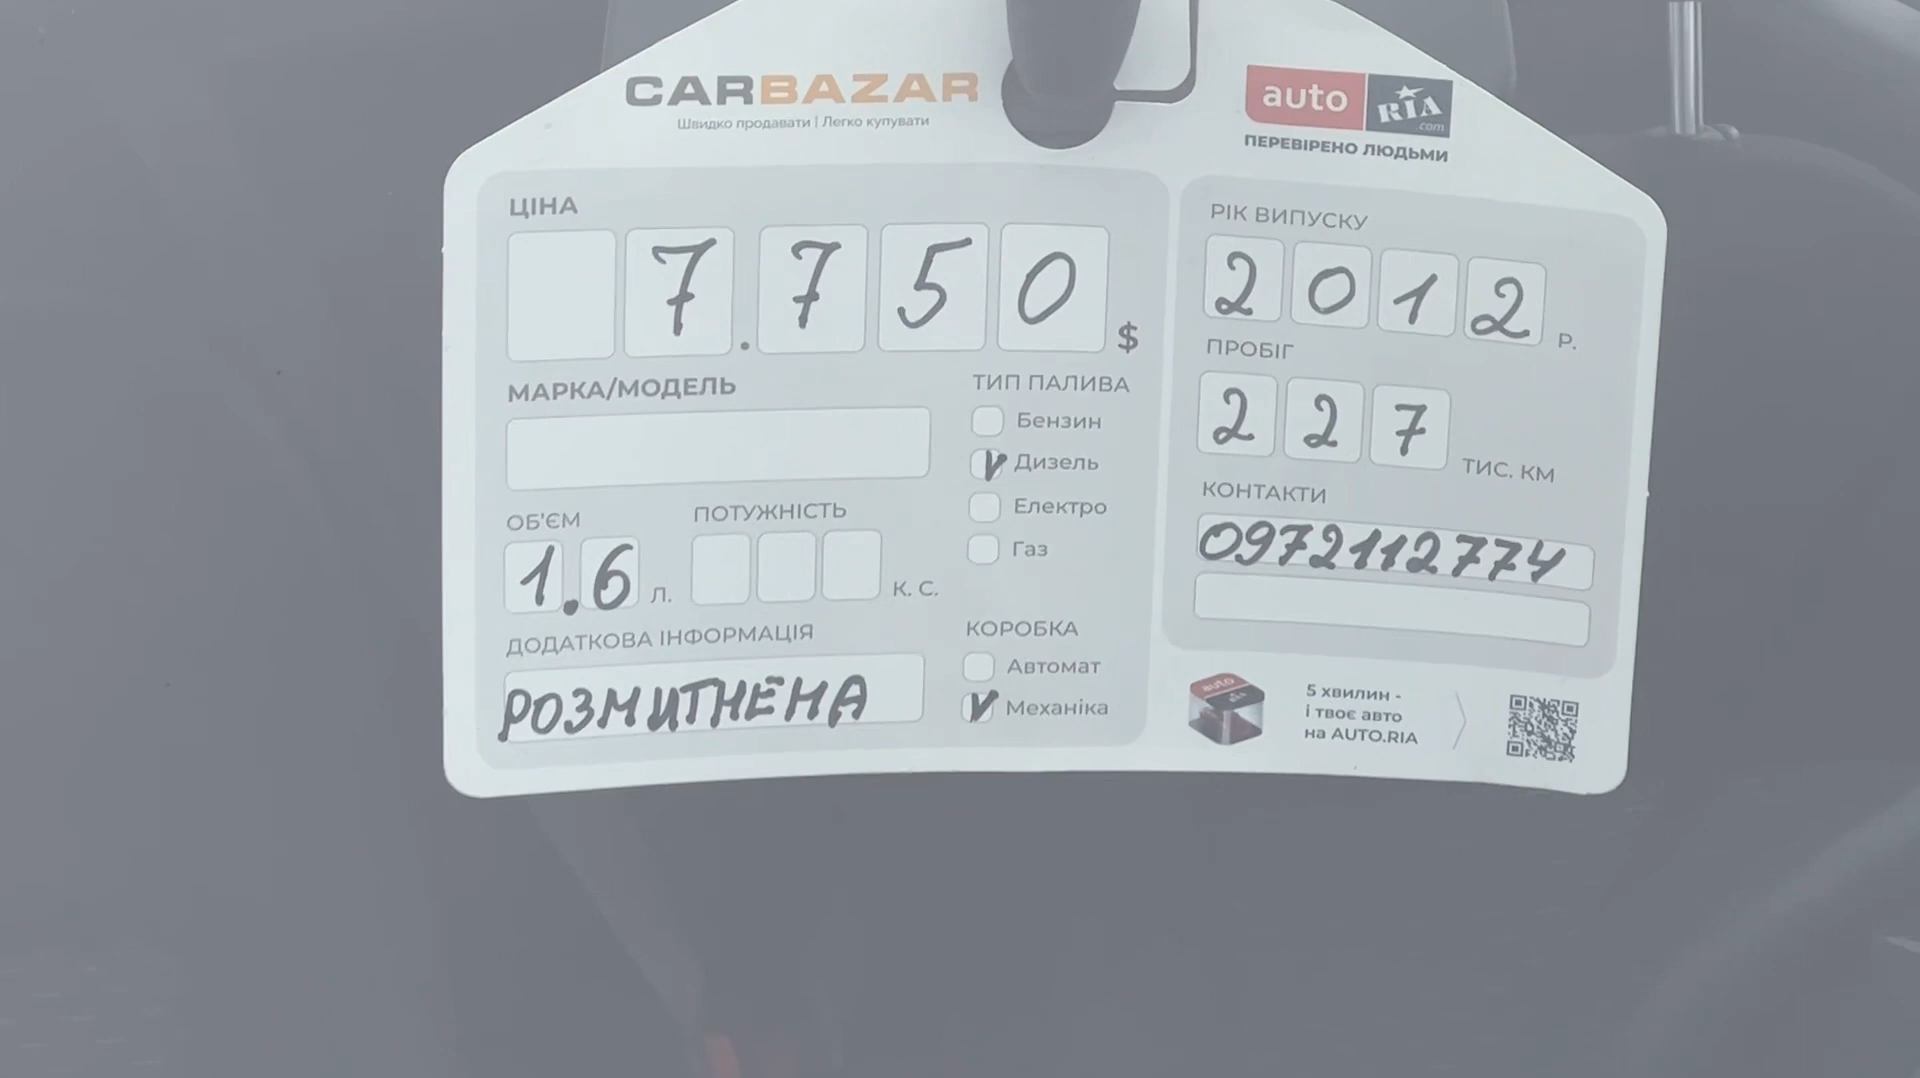 CARBAZAR
Швидко продавати | Легко купувати
auto RIA .com
ПЕРЕВІРЕНО ЛЮДЬМИ
ЦІНА
7.750 $
МАРКА/МОДЕЛЬ
ТИП ПАЛИВА
Бензин
V Дизель
Електро
Газ
ОБ'ЄМ
1.6 Л.
ПОТУЖНІСТЬ
К. С.
ДОДАТКОВА ІНФОРМАЦІЯ
РОЗМИТНЕНА
КОРОБКА
Автомат
V Механіка
РІК ВИПУСКУ
2012 Р.
ПРОБІГ
227 ТИС. КМ
КОНТАКТИ
0972112774
auto RIA
5 хвилин -
і твоє авто
на AUTO.RIA